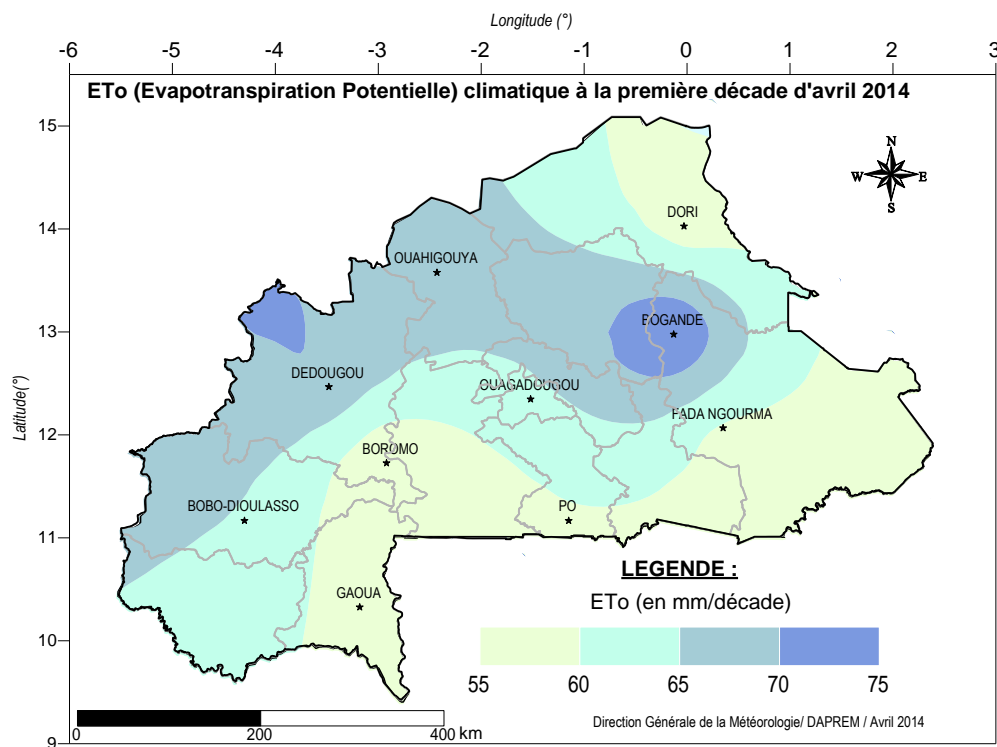 Longitude (°)
-6 -5 -4 -3 -2 -1 0 1 2 3
ETo (Evapotranspiration Potentielle) climatique à la première décade d'avril 2014
15
N
W E
S
14
DORI
OUAHIGOUYA
13
BOGANDE
DEDOUGOU
OUAGADOUGOU
Latitude(°)
12
FADA NGOURMA
BOROMO
BOBO-DIOULASSO
PO
11
LEGENDE :
GAOUA
ETo (en mm/décade)
10
55 60 65 70 75
0 200 400 km
Direction Générale de la Météorologie/ DAPREM / Avril 2014
9